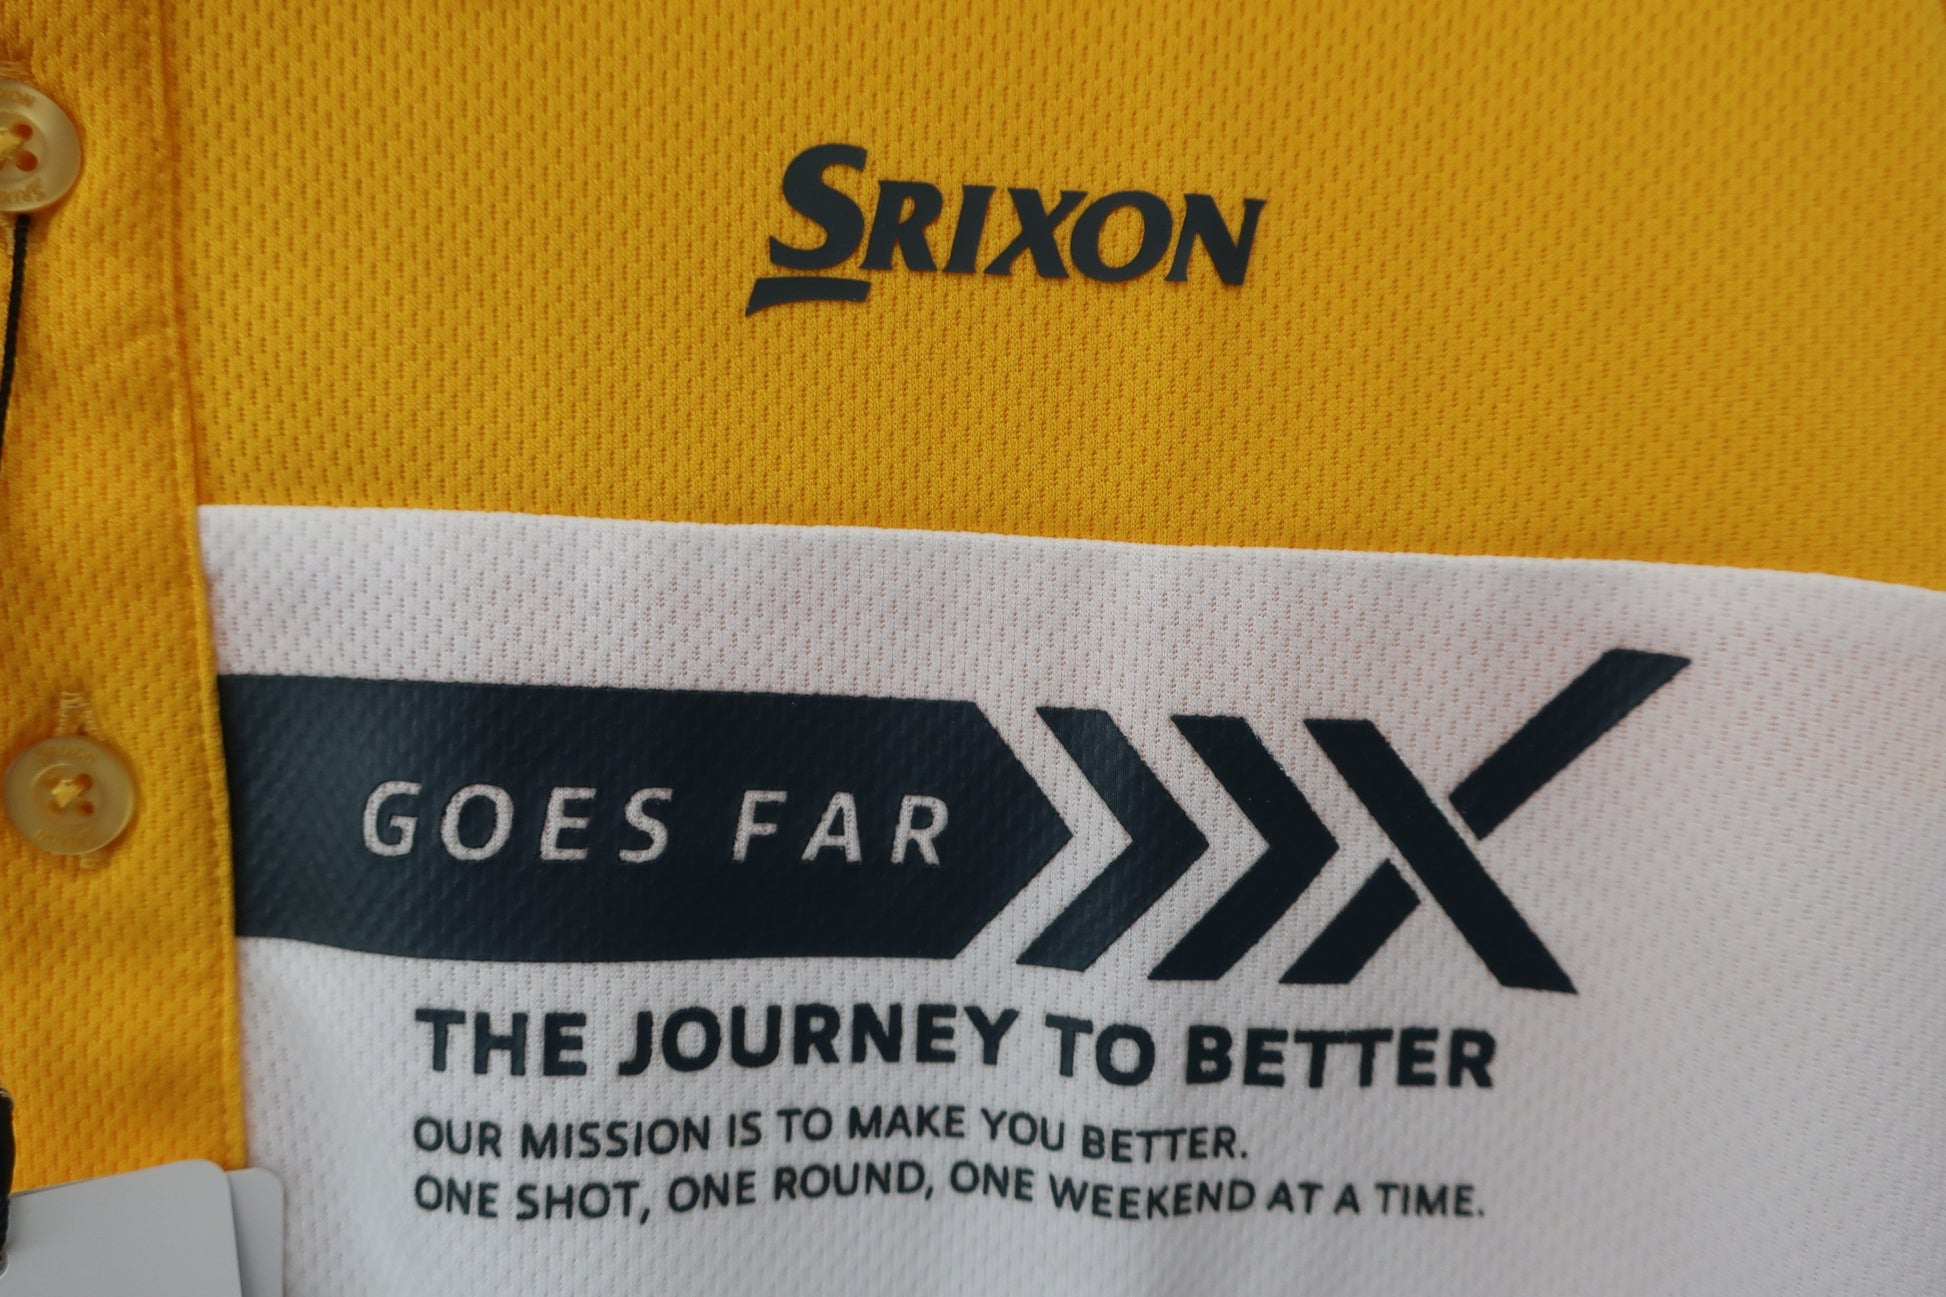 SRIXON
GOES FAR
THE JOURNEY TO BETTER
OUR MISSION IS TO MAKE YOU BETTER.
ONE SHOT, ONE ROUND, ONE WEEKEND AT A TIME.